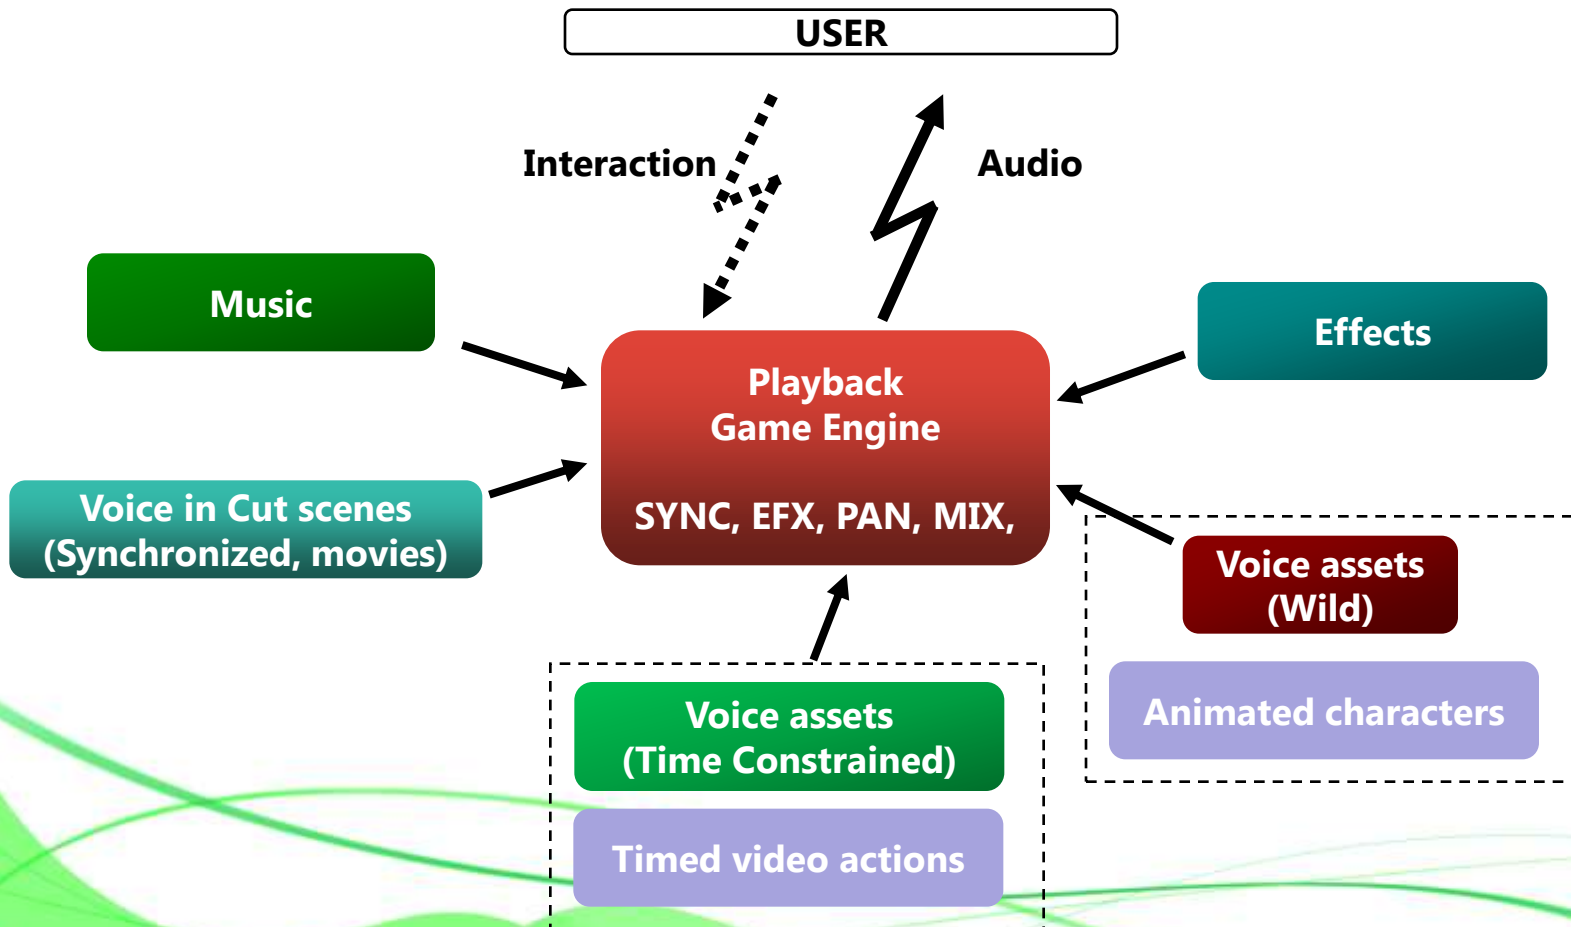 USER
Interaction
Audio
Music
Effects
Playback
Game Engine
SYNC, EFX, PAN, MIX,
Voice in Cut scenes
(Synchronized, movies)
Voice assets
(Wild)
Animated characters
Voice assets
(Time Constrained)
Timed video actions